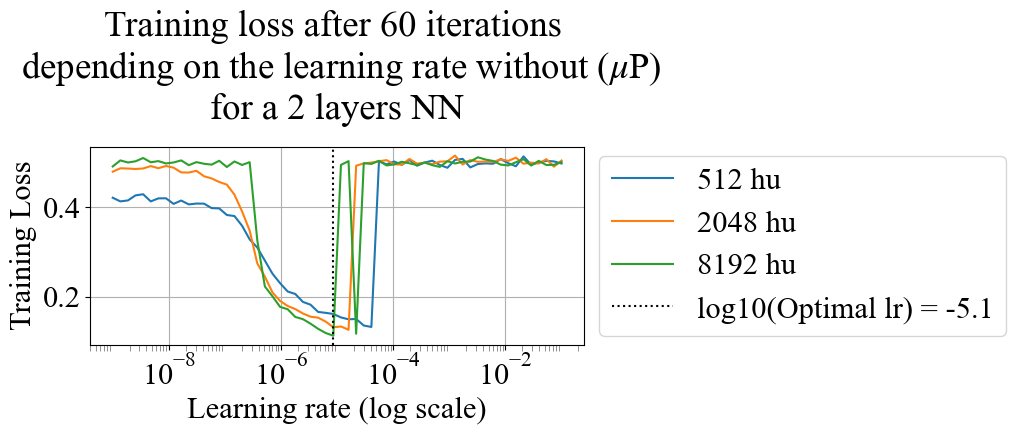 Training loss after 60 iterations
depending on the learning rate without (μP)
for a 2 layers NN
Training Loss
0.4
0.2
10⁻⁸
10⁻⁶
10⁻⁴
10⁻²
Learning rate (log scale)
512 hu
2048 hu
8192 hu
log10(Optimal lr) = -5.1